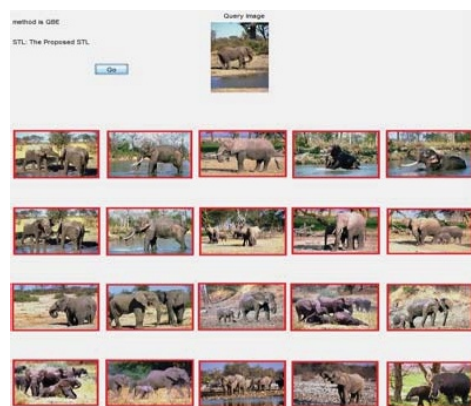 Query Image
method is QBE
STL: The Proposed STL
Go